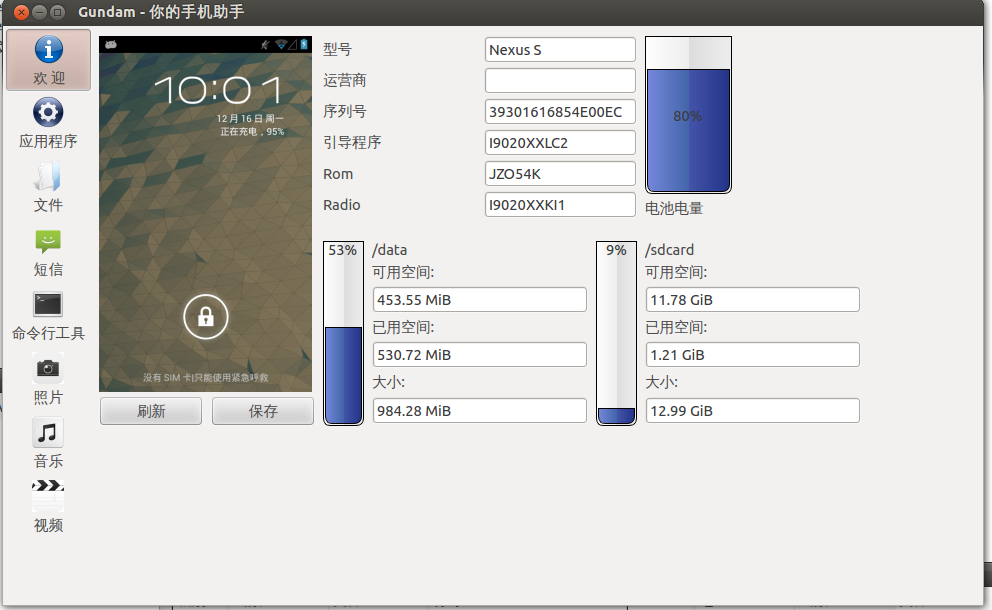 Gundam - 你的手机助手
欢 迎
应用程序
文件
短信
命令行工具
照片
音乐
视频
10:01
12 月 16 日 周一
正在充电，95%
没有 SIM 卡|只能使用紧急呼救
刷新
保存
型号
Nexus S
运营商
序列号
39301616854E00EC
引导程序
I9020XXLC2
Rom
JZO54K
Radio
I9020XXKI1
80%
电池电量
53%
/data
可用空间:
453.55 MiB
已用空间:
530.72 MiB
大小:
984.28 MiB
9%
/sdcard
可用空间:
11.78 GiB
已用空间:
1.21 GiB
大小:
12.99 GiB